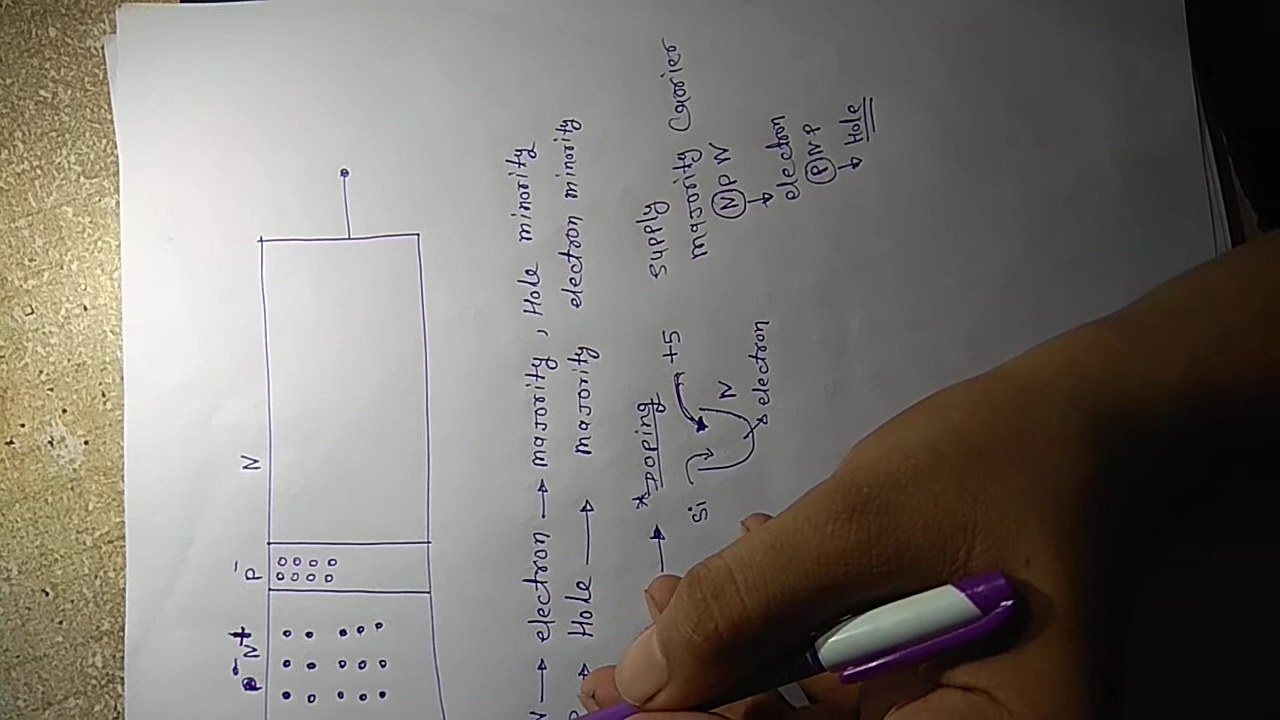 N⁺ P⁻ N
N → electron → majority, Hole minority
P → Hole → majority electron minority
→ *Doping
Si +5
N
electron
supply
majority Carrier
N P N
↓
electron
P N P
↓
Hole